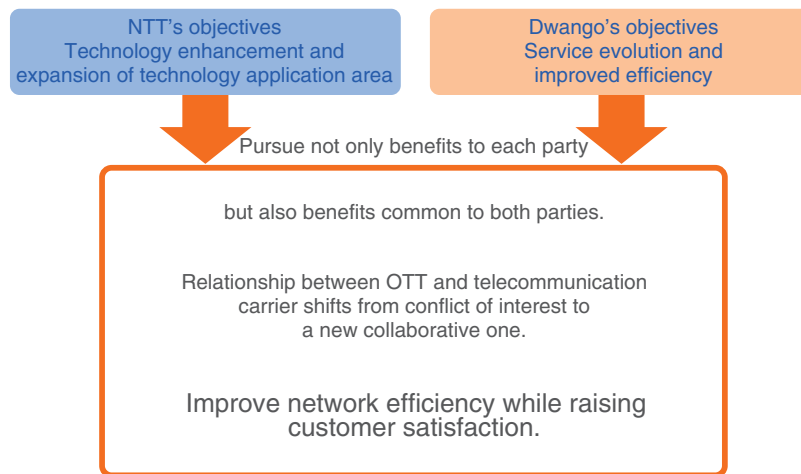 NTT's objectives
Technology enhancement and
expansion of technology application area
Dwango's objectives
Service evolution and
improved efficiency
Pursue not only benefits to each party
but also benefits common to both parties.
Relationship between OTT and telecommunication
carrier shifts from conflict of interest to
a new collaborative one.
Improve network efficiency while raising
customer satisfaction.